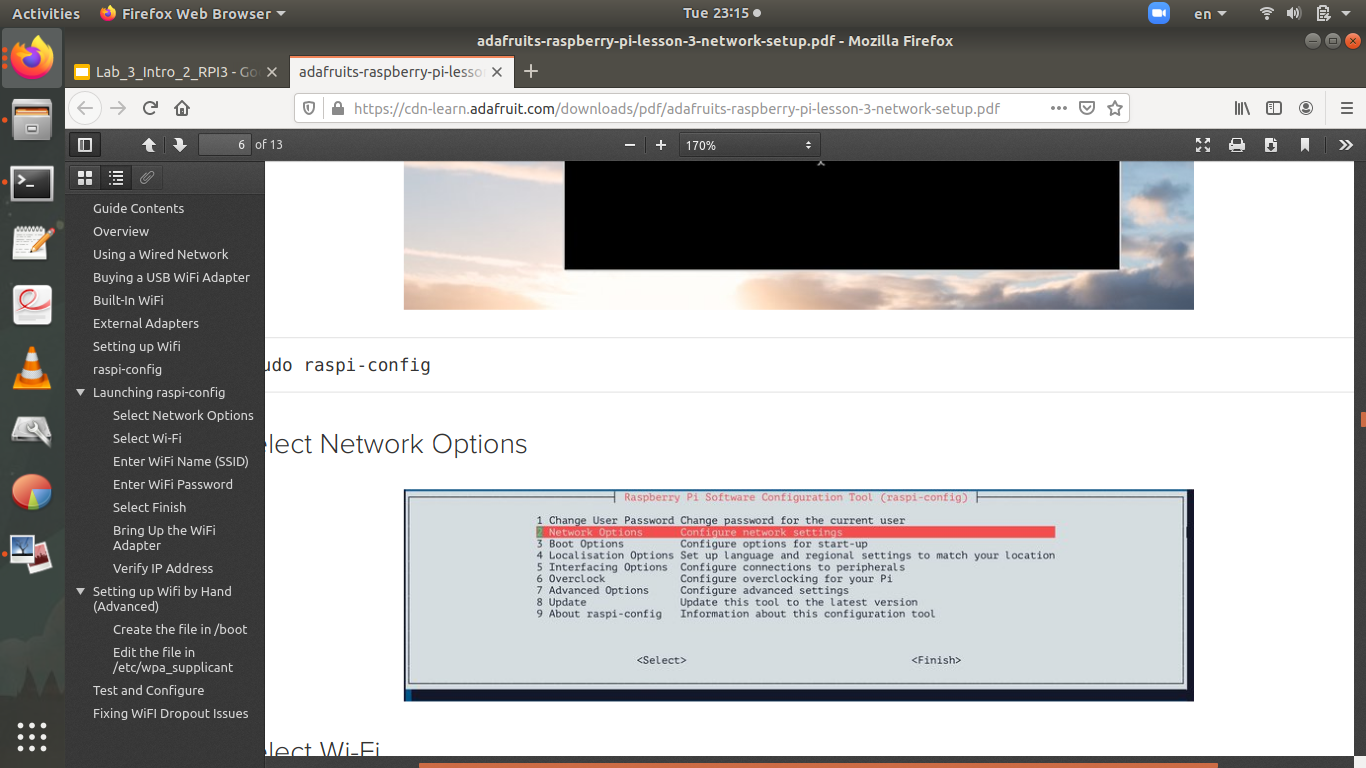 Activities Firefox Web Browser Tue 23:15 en
adafruits-raspberry-pi-lesson-3-network-setup.pdf - Mozilla Firefox
Lab_3_Intro_2_RPI3 - Go adafruits-raspberry-pi-lesso
https://cdn-learn.adafruit.com/downloads/pdf/adafruits-raspberry-pi-lesson-3-network-setup.pdf
6 of 13 170%
Guide Contents
Overview
Using a Wired Network
Buying a USB WiFi Adapter
Built-In WiFi
External Adapters
Setting up Wifi
raspi-config
Launching raspi-config
Select Network Options
Select Wi-Fi
Enter WiFi Name (SSID)
Enter WiFi Password
Select Finish
Bring Up the WiFi
Adapter
Verify IP Address
Setting up Wifi by Hand
(Advanced)
Create the file in /boot
Edit the file in
/etc/wpa_supplicant
Test and Configure
Fixing WiFI Dropout Issues
udo raspi-config
elect Network Options
Raspberry Pi Software Configuration Tool (raspi-config)
1 Change User Password Change password for the current user
2 Network Options Configure network settings
3 Boot Options Configure options for start-up
4 Localisation Options Set up language and regional settings to match your location
5 Interfacing Options Configure connections to peripherals
6 Overclock Configure overclocking for your Pi
7 Advanced Options Configure advanced settings
8 Update Update this tool to the latest version
9 About raspi-config Information about this configuration tool
<Select> <Finish>
elect Wi-Fi